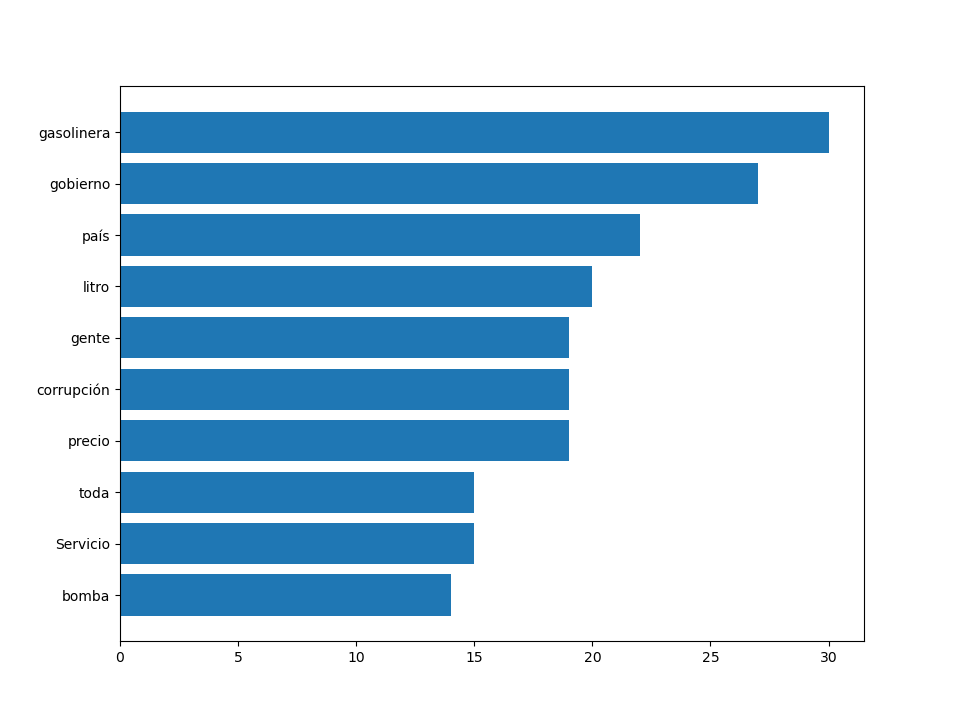 gasolinera
gobierno
país
litro
gente
corrupción
precio
toda
Servicio
bomba
0 5 10 15 20 25 30